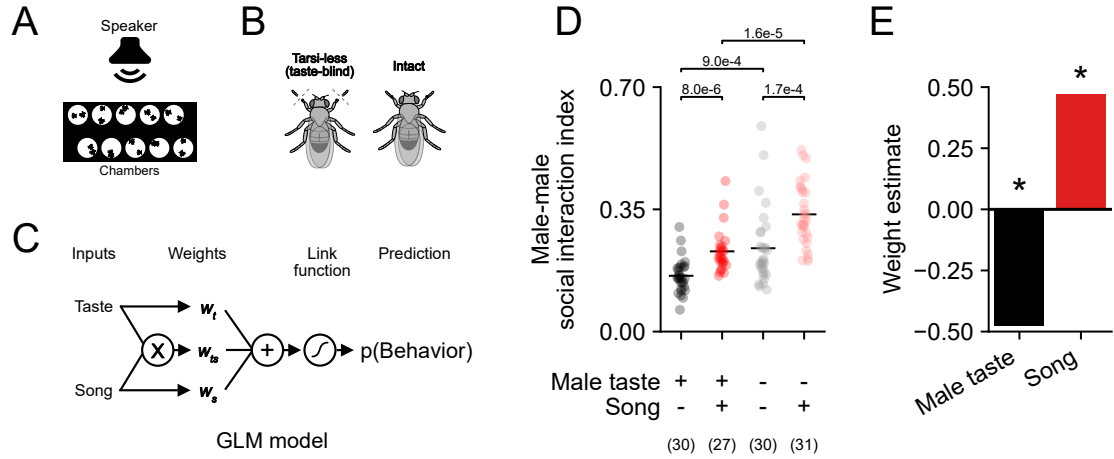 A
Speaker
Chambers
B
Tarsi-less
(taste-blind)
Intact
C
Inputs
Weights
Link
function
Prediction
Taste
Song
X
w_t
w_ts
w_s
+
p(Behavior)
GLM model
D
1.6e-5
9.0e-4
8.0e-6
1.7e-4
Male-male
social interaction index
0.70
0.35
0.00
Male taste + + - -
Song - + - +
(30) (27) (30) (31)
E
Weight estimate
0.50
0.25
0.00
−0.25
−0.50
*
*
Male taste
Song